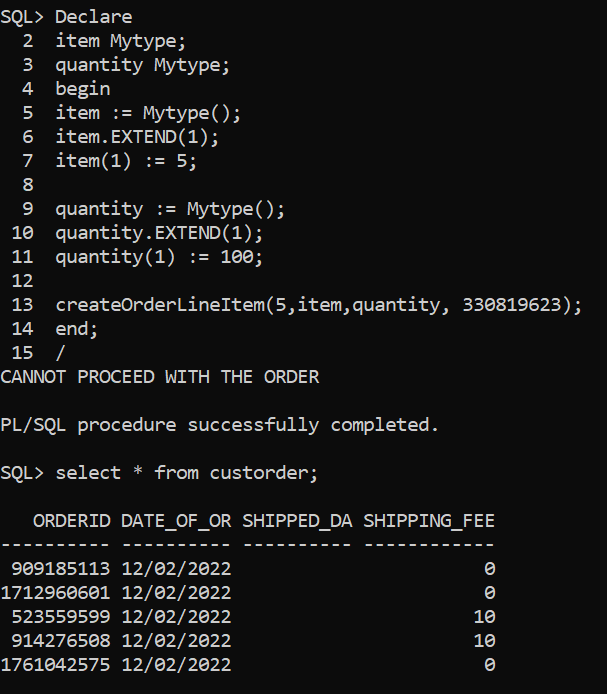 SQL> Declare
  2  item Mytype;
  3  quantity Mytype;
  4  begin
  5  item := Mytype();
  6  item.EXTEND(1);
  7  item(1) := 5;
  8
  9  quantity := Mytype();
 10  quantity.EXTEND(1);
 11  quantity(1) := 100;
 12
 13  createOrderLineItem(5,item,quantity, 330819623);
 14  end;
 15  /
CANNOT PROCEED WITH THE ORDER

PL/SQL procedure successfully completed.

SQL> select * from custorder;

   ORDERID DATE_OF_OR SHIPPED_DA SHIPPING_FEE
---------- ---------- ---------- ------------
 909185113 12/02/2022                       0
1712960601 12/02/2022                       0
 523559599 12/02/2022                      10
 914276508 12/02/2022                      10
1761042575 12/02/2022                       0